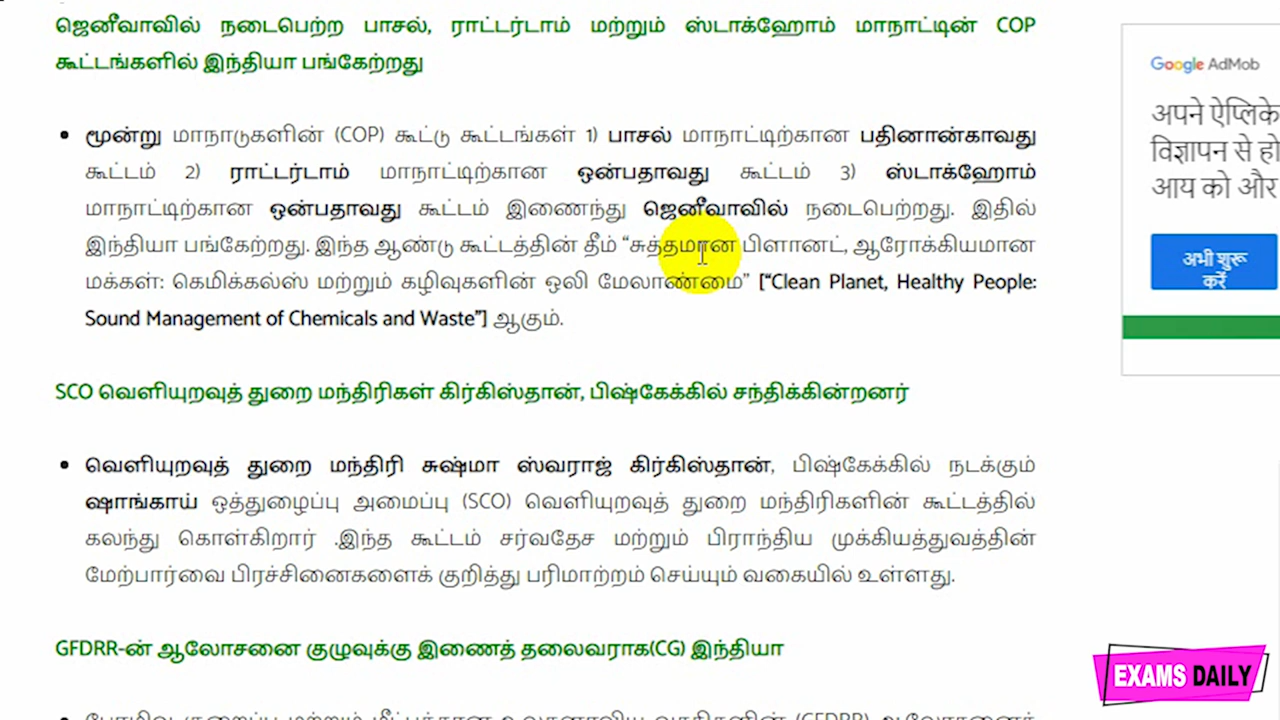 ஜெனீவாவில் நடைபெற்ற பாசல், ராட்டர்டாம் மற்றும் ஸ்டாக்ஹோம் மாநாட்டின் COP
கூட்டங்களில் இந்தியா பங்கேற்றது
• மூன்று மாநாடுகளின் (COP) கூட்டு கூட்டங்கள் 1) பாசல் மாநாட்டிற்கான பதினான்காவது
கூட்டம் 2) ராட்டர்டாம் மாநாட்டிற்கான ஒன்பதாவது கூட்டம் 3) ஸ்டாக்ஹோம்
மாநாட்டிற்கான ஒன்பதாவது கூட்டம் இணைந்து ஜெனீவாவில் நடைபெற்றது. இதில்
இந்தியா பங்கேற்றது. இந்த ஆண்டு கூட்டத்தின் தீம் “சுத்தமான பிளானட், ஆரோக்கியமான
மக்கள்: கெமிக்கல்ஸ் மற்றும் கழிவுகளின் ஒலி மேலாண்மை” [“Clean Planet, Healthy People:
Sound Management of Chemicals and Waste”] ஆகும்.
SCO வெளியுறவுத் துறை மந்திரிகள் கிர்கிஸ்தான், பிஷ்கேக்கில் சந்திக்கின்றனர்
• வெளியுறவுத் துறை மந்திரி சுஷ்மா ஸ்வராஜ் கிர்கிஸ்தான், பிஷ்கேக்கில் நடக்கும்
ஷாங்காய் ஒத்துழைப்பு அமைப்பு (SCO) வெளியுறவுத் துறை மந்திரிகளின் கூட்டத்தில்
கலந்து கொள்கிறார் .இந்த கூட்டம் சர்வதேச மற்றும் பிராந்திய முக்கியத்துவத்தின்
மேற்பார்வை பிரச்சினைகளைக் குறித்து பரிமாற்றம் செய்யும் வகையில் உள்ளது.
GFDRR-ன் ஆலோசனை குழுவுக்கு இணைத் தலைவராக(CG) இந்தியா
Google AdMob
अपने ऐप्लिके
विज्ञापन से हो
आय को और
अभी शुरू
करें
EXAMS DAILY